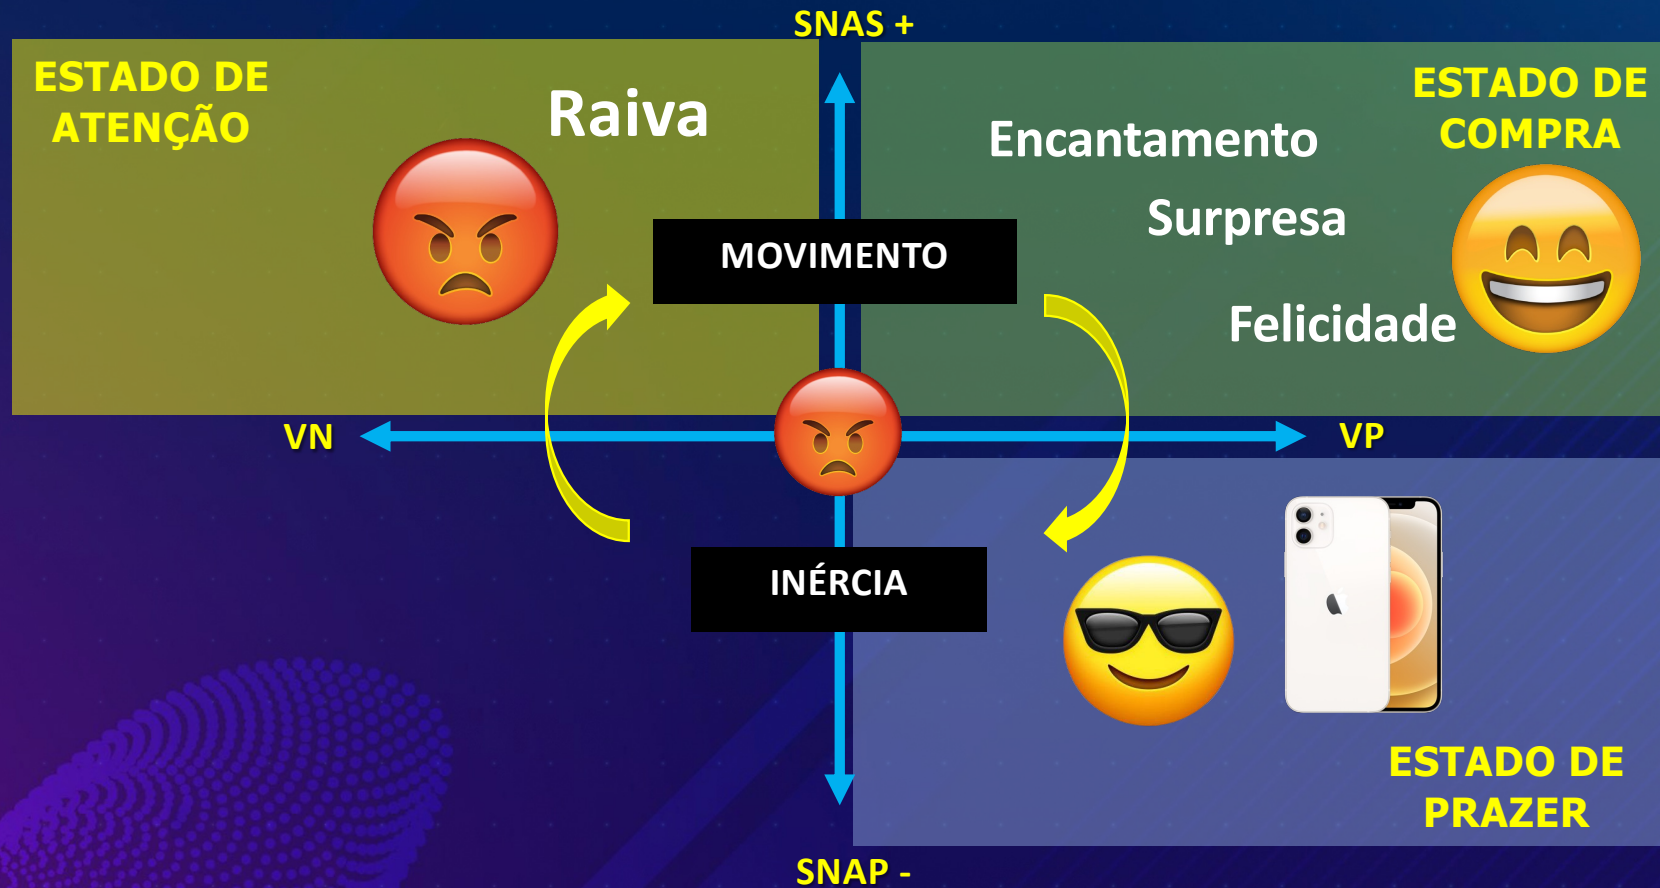 SNAS +
ESTADO DE
ATENÇÃO
Raiva
Encantamento
Surpresa
Felicidade
ESTADO DE
COMPRA
MOVIMENTO
VN
VP
INÉRCIA
ESTADO DE
PRAZER
SNAP -